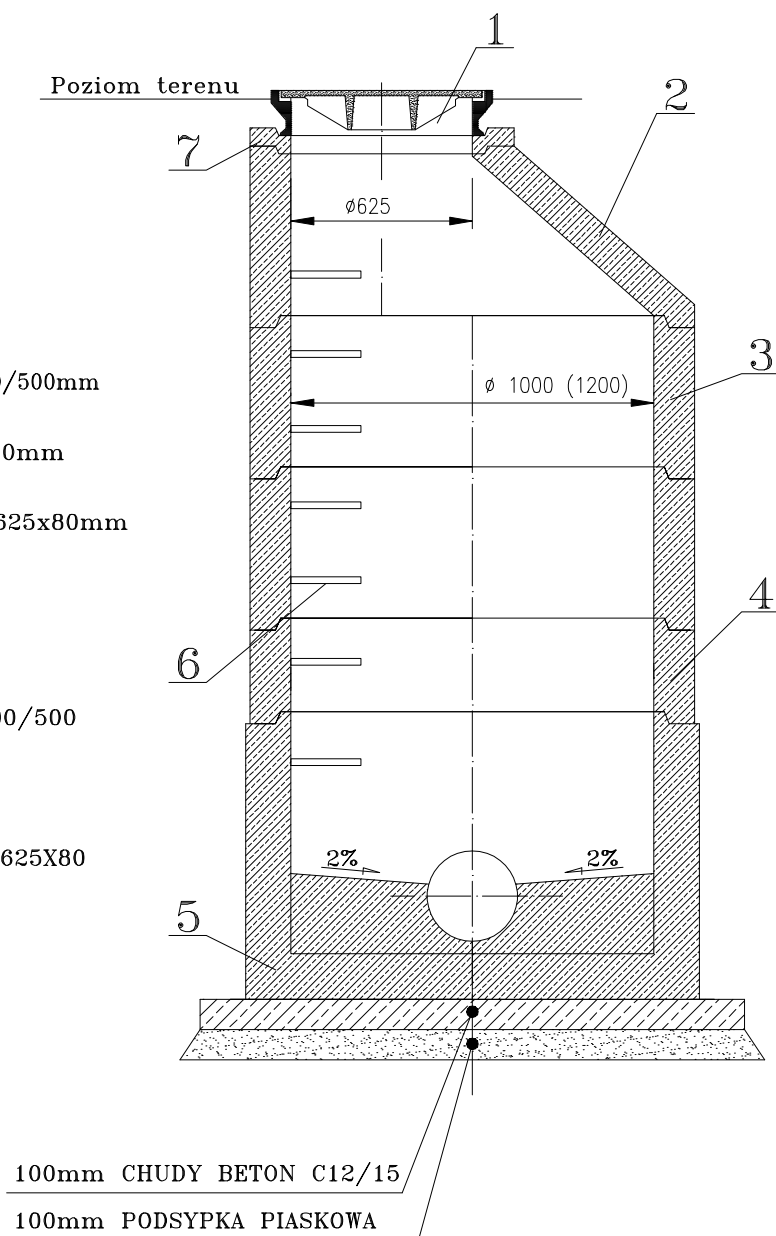 1
Poziom terenu
2
7
ø625
3
/500mm
ø 1000 (1200)
0mm
625x80mm
4
6
00/500
2%
2%
625X80
5
100mm CHUDY BETON C12/15
100mm PODSYPKA PIASKOWA